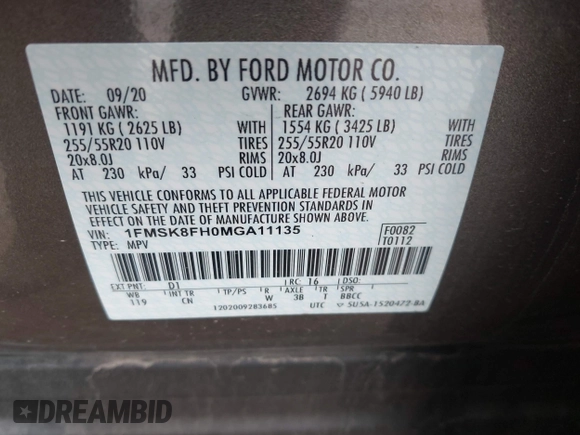 MFD. BY FORD MOTOR CO.
DATE: 09/20 GVWR: 2694 KG ( 5940 LB)
FRONT GAWR: REAR GAWR:
1191 KG ( 2625 LB) WITH 1554 KG ( 3425 LB) WITH
255/55R20 110V TIRES 255/55R20 110V TIRES
20x8.0J RIMS 20x8.0J RIMS
AT 230 kPa/ 33 PSI COLD AT 230 kPa/ 33 PSI COLD
THIS VEHICLE CONFORMS TO ALL APPLICABLE FEDERAL MOTOR
VEHICLE SAFETY AND THEFT PREVENTION STANDARDS IN
EFFECT ON THE DATE OF MANUFACTURE SHOWN ABOVE.
VIN: 1FMSK8FH0MGA11135 F0082
TYPE: MPV T0112
EXT PNT: D1 RC: 16 DSO:
WB INT TR TP/PS R AXLE TR SPR
119 CN W 3B T BBCC
1202009283685 UTC 5U5A-1520472-BA
DREAMBID